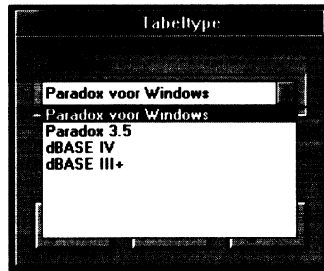 Tabeltype
Paradox voor Windows
Paradox voor Windows
Paradox 3.5
dBASE IV
dBASE III+